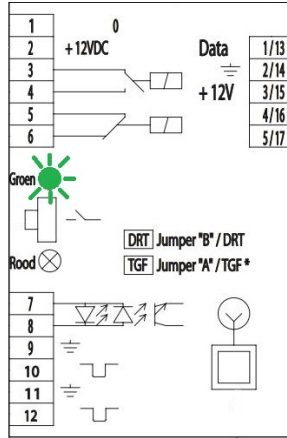 1 0
2 + 12VDC Data 1/13
3 2/14
4 + 12V 3/15
5 4/16
6 5/17
Groen
DRT Jumper "B" / DRT
Rood TGF Jumper "A" / TGF *
7
8
9
10
11
12